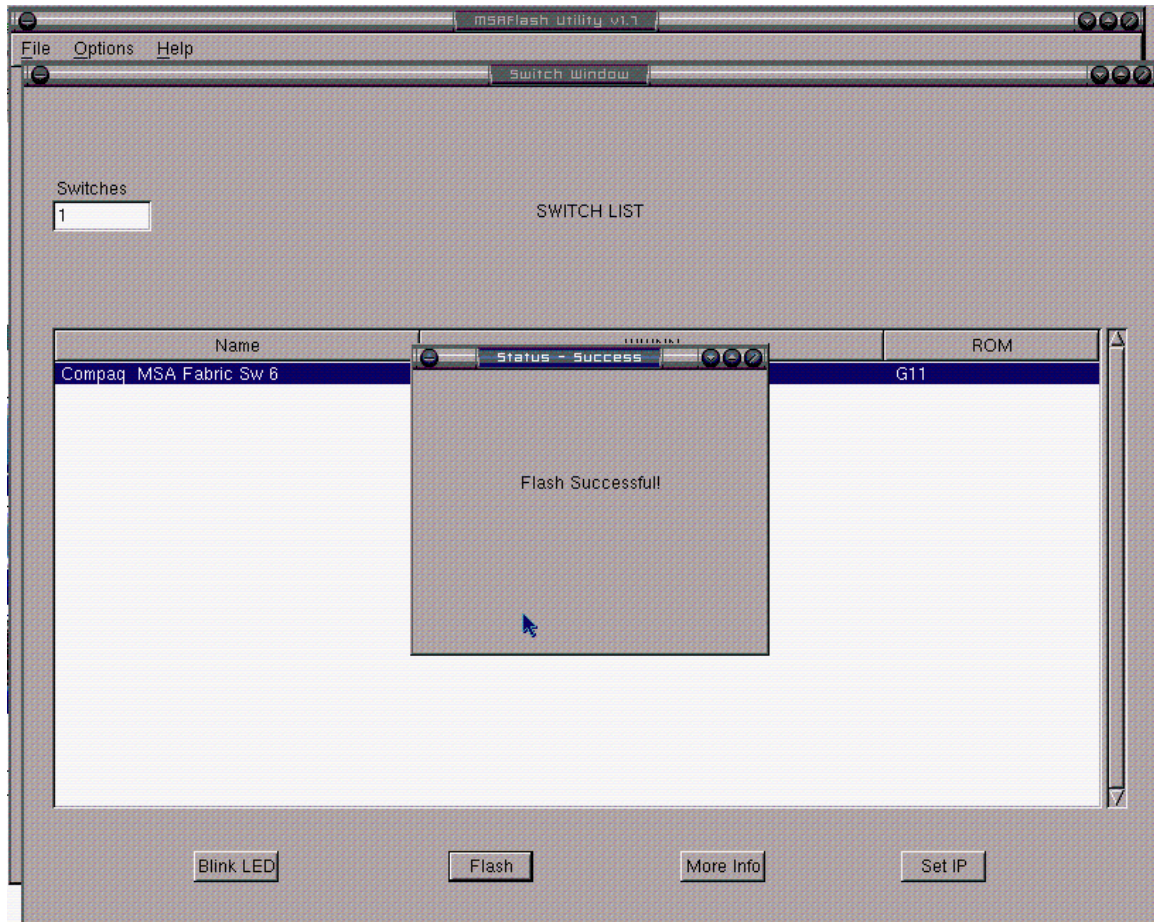 MSAFlash Utility v1.1
File Options Help
Switch Window
Switches
1
SWITCH LIST
Name
ROM
Status - Success
Compaq MSA Fabric Sw 6
G11
Flash Successful!
Blink LED
Flash
More Info
Set IP